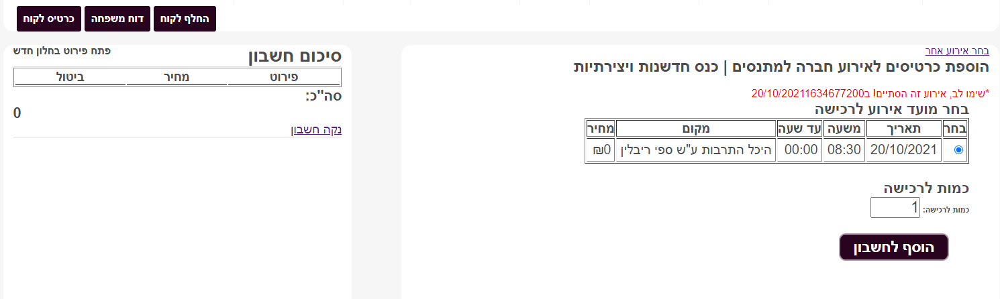 החלף לקוח
דוח משפחה
כרטיס לקוח
בחר אירוע אחר
הוספת כרטיסים לאירוע חברה למתנסים | כנס חדשנות ויצירתיות
*שימו לב, אירוע זה הסתיים! ב20/10/20211634677200
בחר מועד אירוע לרכישה
בחר תאריך משעה עד שעה מקום מחיר
20/10/2021 08:30 00:00 היכל התרבות ע"ש ספי ריבלין ₪0
כמות לרכישה
כמות לרכישה: 1
הוסף לחשבון
סיכום חשבון
פתח פירוט בחלון חדש
פירוט מחיר ביטול
סה"כ:
0
נקה חשבון